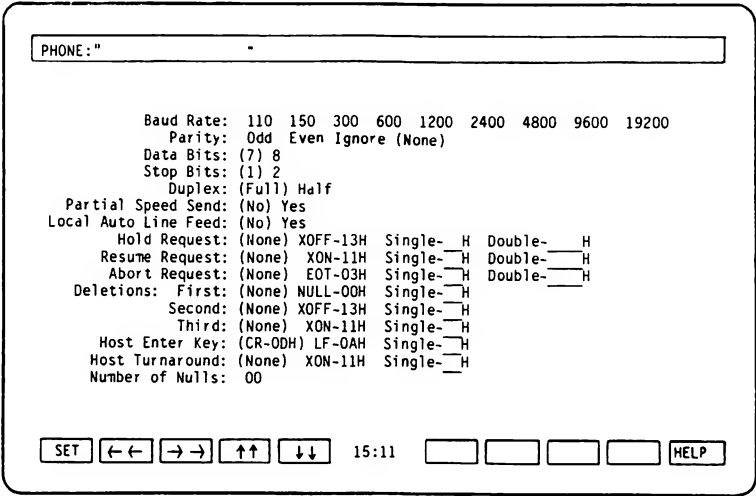 PHONE:" "
Baud Rate: 110 150 300 600 1200 2400 4800 9600 19200
Parity: Odd Even Ignore (None)
Data Bits: (7) 8
Stop Bits: (1) 2
Duplex: (Full) Half
Partial Speed Send: (No) Yes
Local Auto Line Feed: (No) Yes
Hold Request: (None) XOFF-13H Single-__H Double-____H
Resume Request: (None) XON-11H Single-__H Double-____H
Abort Request: (None) EOT-03H Single-__H Double-____H
Deletions: First: (None) NULL-00H Single-__H
Second: (None) XOFF-13H Single-__H
Third: (None) XON-11H Single-__H
Host Enter Key: (CR-0DH) LF-0AH Single-__H
Host Turnaround: (None) XON-11H Single-__H
Number of Nulls: 00
SET ←← →→ ↑↑ ↓↓ 15:11 HELP